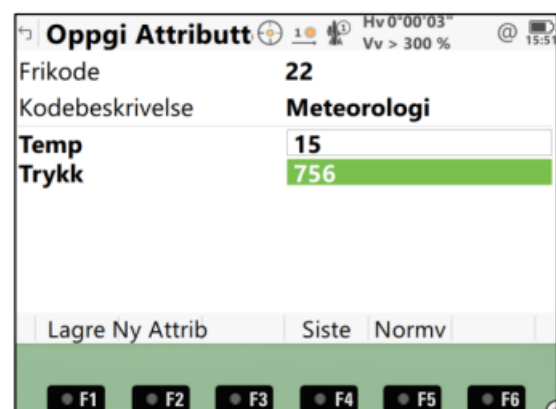 Oppgi Attributt 1 1 Hv 0°00'03"
Vv > 300 % @ 15:51
Frikode 22
Kodebeskrivelse Meteorologi
Temp 15
Trykk 756
Lagre Ny Attrib Siste Normv
F1 F2 F3 F4 F5 F6